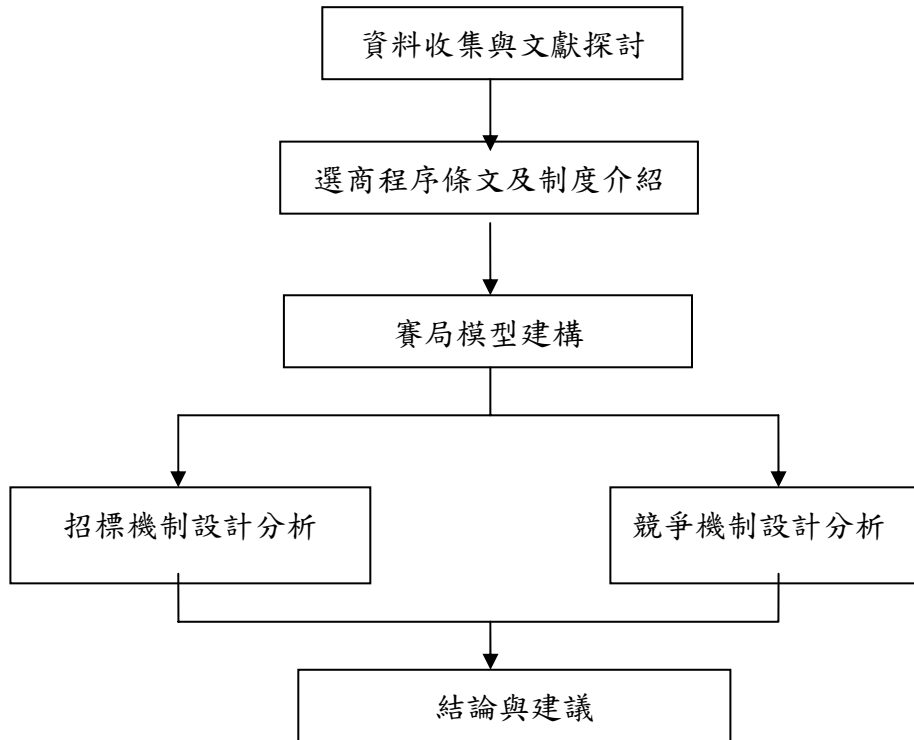 資料收集與文獻探討
選商程序條文及制度介紹
賽局模型建構
招標機制設計分析
競爭機制設計分析
結論與建議